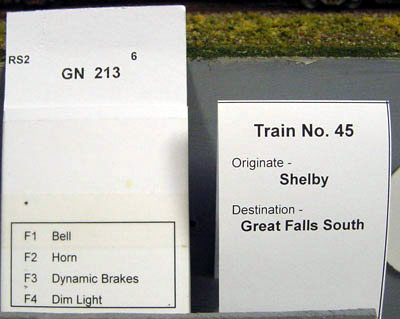 RS2
6
GN 213
F1 Bell
F2 Horn
F3 Dynamic Brakes
F4 Dim Light
Train No. 45
Originate -
Shelby
Destination -
Great Falls South